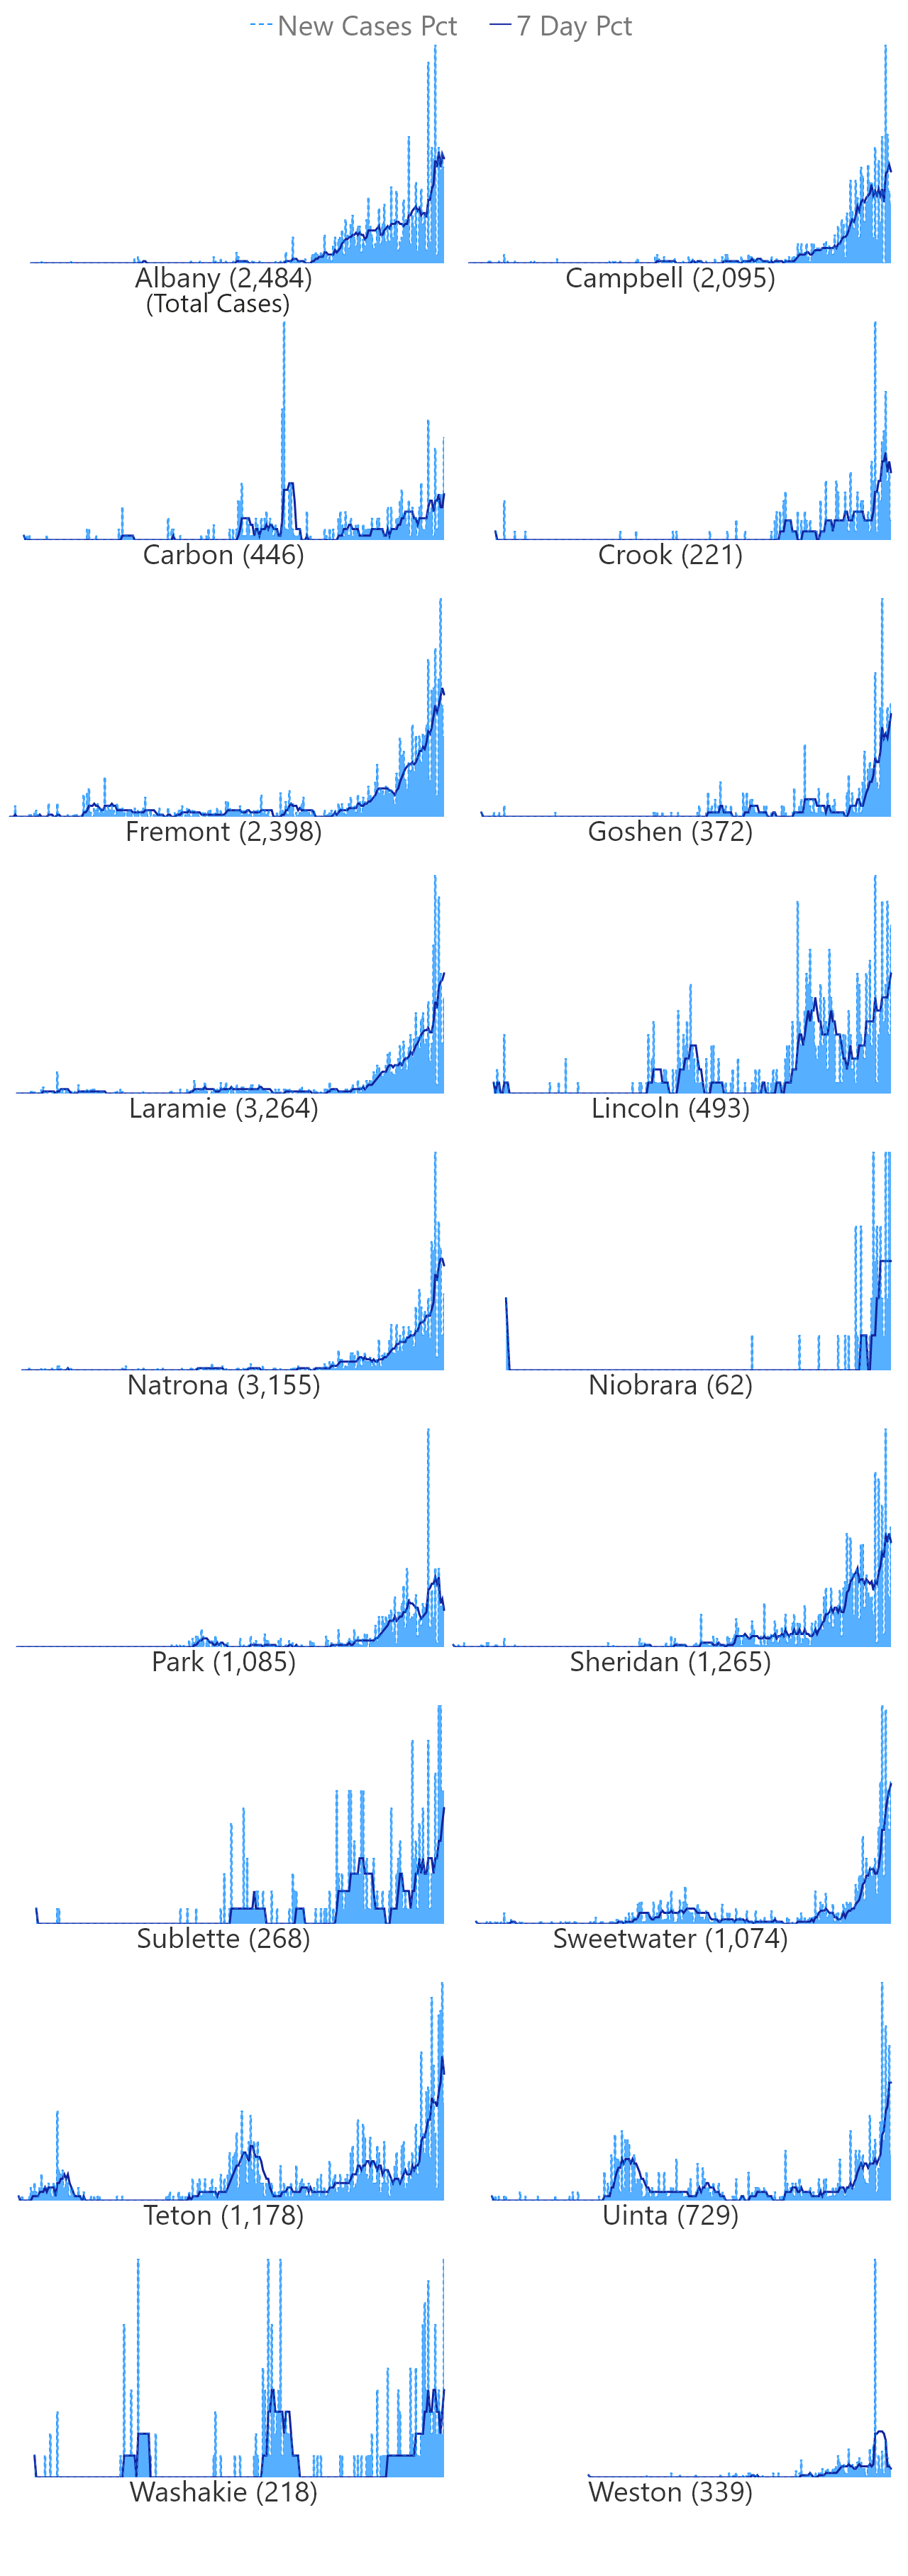 New Cases Pct 7 Day Pct
Albany (2,484) Campbell (2,095)
(Total Cases)
Carbon (446) Crook (221)
Fremont (2,398) Goshen (372)
Laramie (3,264) Lincoln (493)
Natrona (3,155) Niobrara (62)
Park (1,085) Sheridan (1,265)
Sublette (268) Sweetwater (1,074)
Teton (1,178) Uinta (729)
Washakie (218) Weston (339)